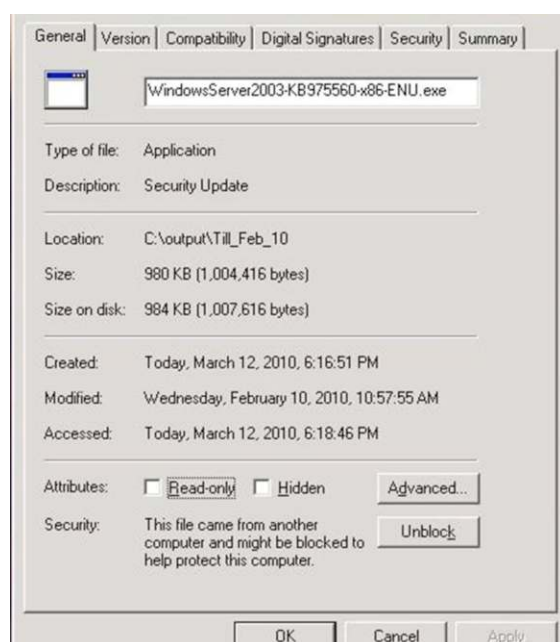 General Version Compatibility Digital Signatures Security Summary
WindowsServer2003-KB975560-x86-ENU.exe
Type of file: Application
Description: Security Update
Location: C:\output\Till_Feb_10
Size: 980 KB (1,004,416 bytes)
Size on disk: 984 KB (1,007,616 bytes)
Created: Today, March 12, 2010, 6:16:51 PM
Modified: Wednesday, February 10, 2010, 10:57:55 AM
Accessed: Today, March 12, 2010, 6:18:46 PM
Attributes: Read-only Hidden Advanced...
Security: This file came from another
computer and might be blocked to
help protect this computer.
Unblock
OK Cancel Apply